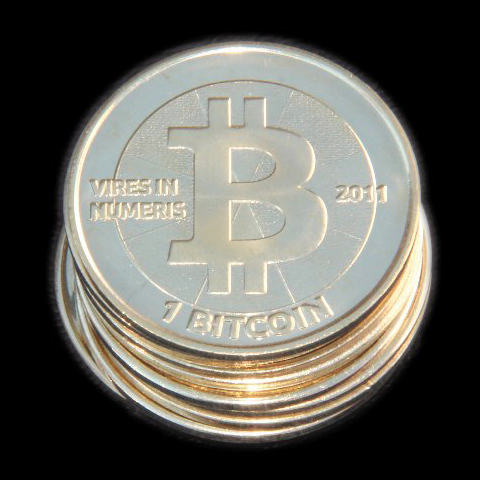 VIRES IN
NUMERIS
2011
1 BITCOIN